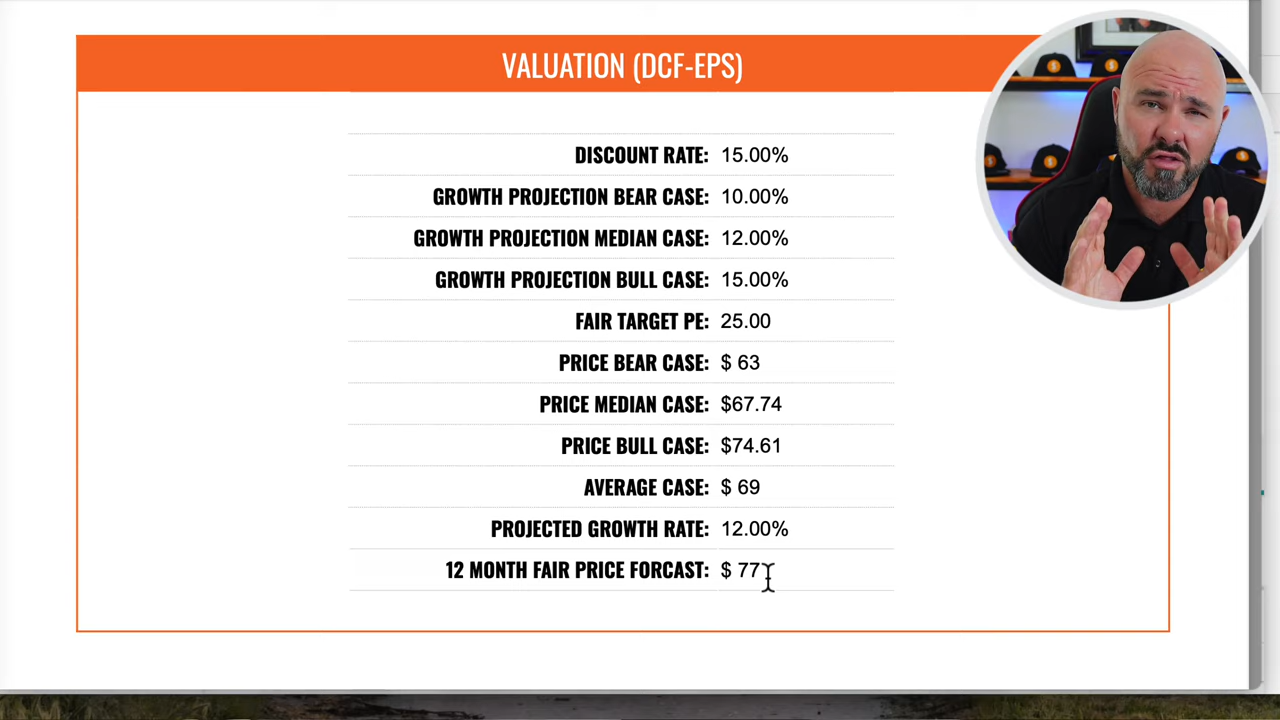 VALUATION (DCF-EPS)
DISCOUNT RATE: 15.00%
GROWTH PROJECTION BEAR CASE: 10.00%
GROWTH PROJECTION MEDIAN CASE: 12.00%
GROWTH PROJECTION BULL CASE: 15.00%
FAIR TARGET PE: 25.00
PRICE BEAR CASE: $ 63
PRICE MEDIAN CASE: $67.74
PRICE BULL CASE: $74.61
AVERAGE CASE: $ 69
PROJECTED GROWTH RATE: 12.00%
12 MONTH FAIR PRICE FORCAST: $ 77